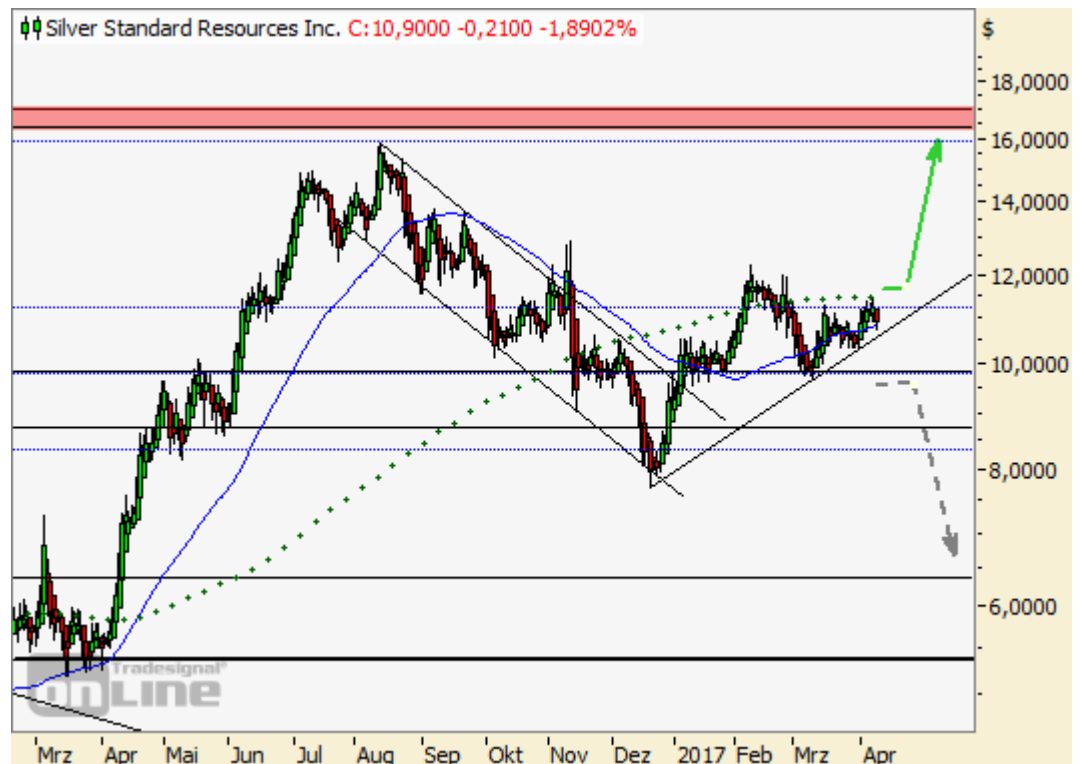 Silver Standard Resources Inc. C:10,9000 -0,2100 -1,8902%
$
18,0000
16,0000
14,0000
12,0000
10,0000
8,0000
6,0000
Tradesignal®
onLine
Mrz Apr Mai Jun Jul Aug Sep Okt Nov Dez 2017 Feb Mrz Apr